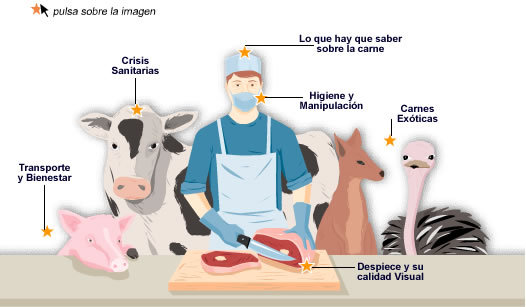 pulsa sobre la imagen
Lo que hay que saber
sobre la carne
Crisis
Sanitarias
Higiene y
Manipulación
Carnes
Exóticas
Transporte
y Bienestar
Despiece y su
calidad Visual